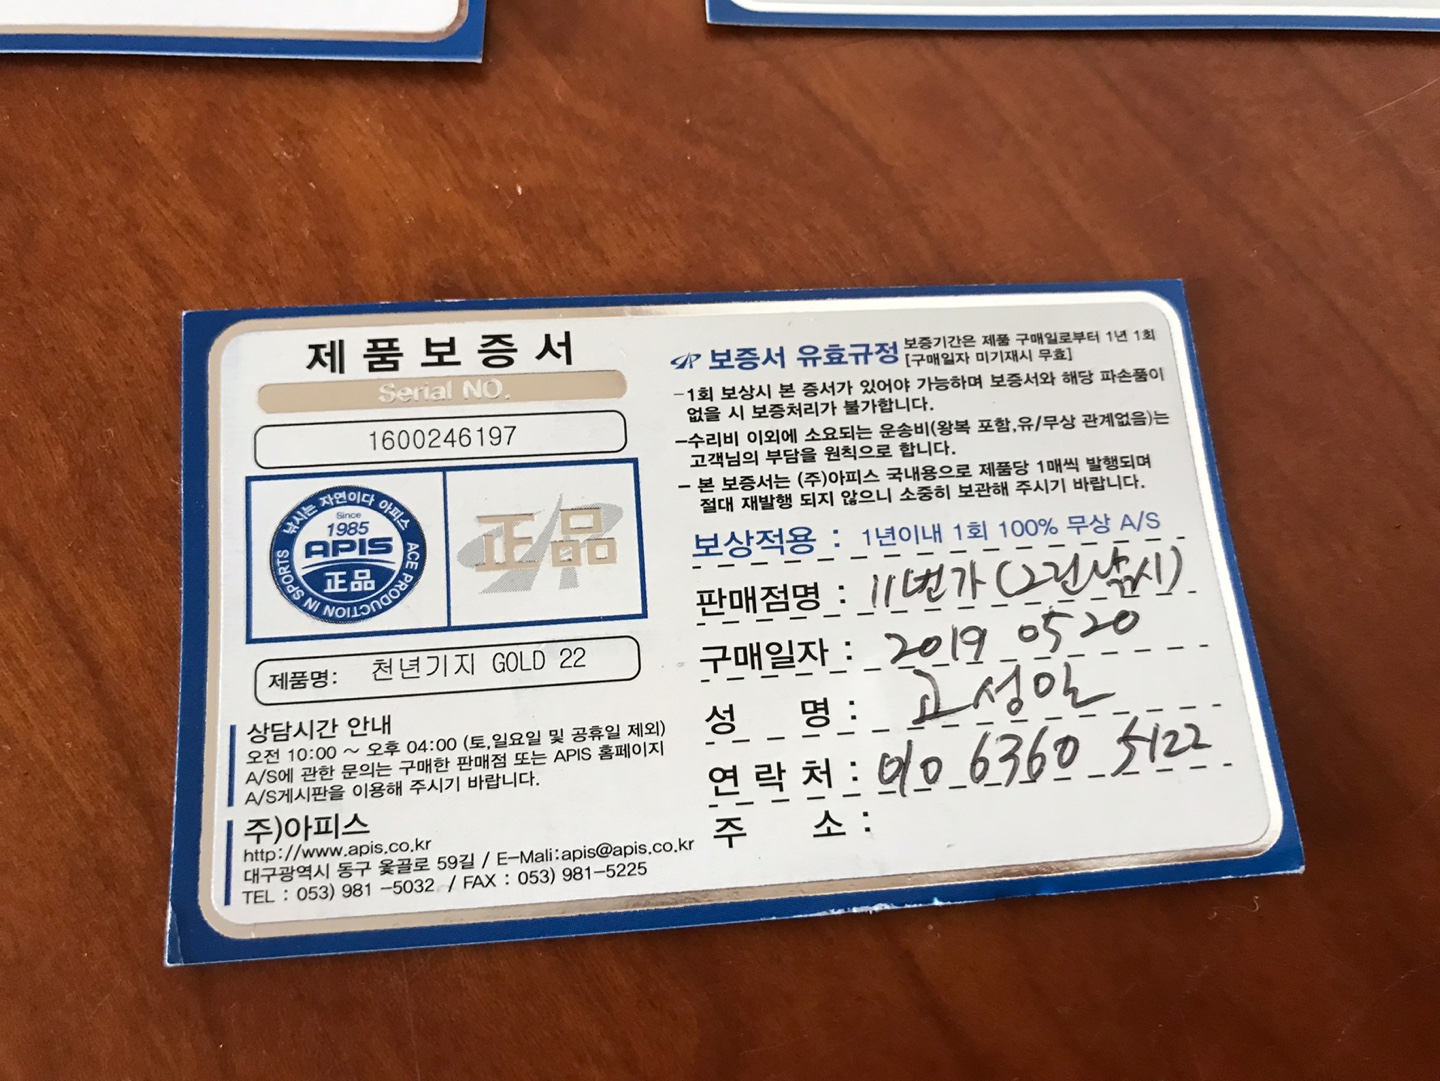 제품보증서
Serial NO.
1600246197
낚시는 자연이다 아피스
Since
1985
APIS
正品
ACE PRODUCTION IN SPORTS
正品
제품명: 천년기지 GOLD 22
상담시간 안내
오전 10:00 ~ 오후 04:00 (토,일요일 및 공휴일 제외)
A/S에 관한 문의는 구매한 판매점 또는 APIS 홈페이지
A/S게시판을 이용해 주시기 바랍니다.
주)아피스
http://www.apis.co.kr
대구광역시 동구 옻골로 59길 / E-Mali:apis@apis.co.kr
TEL : 053) 981 -5032 / FAX : 053) 981-5225
보증서 유효규정 보증기간은 제품 구매일로부터 1년 1회
[구매일자 미기재시 무효]
-1회 보상시 본 증서가 있어야 가능하며 보증서와 해당 파손품이
없을 시 보증처리가 불가합니다.
-수리비 이외에 소요되는 운송비(왕복 포함,유/무상 관계없음)는
고객님의 부담을 원칙으로 합니다.
- 본 보증서는 (주)아피스 국내용으로 제품당 1매씩 발행되며
절대 재발행 되지 않으니 소중히 보관해 주시기 바랍니다.
보상적용 : 1년이내 1회 100% 무상 A/S
판매점명 : 11번가(그린낚시)
구매일자 : 2019 05 20
성 명 : 고성일
연락처 : 010 6360 5122
주 소 :